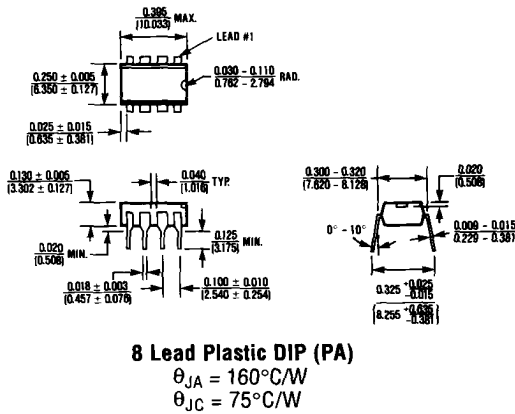 0.395 MAX.
(10.033)
LEAD #1
0.250 ± 0.005
(6.350 ± 0.127)
0.030 – 0.110 RAD.
0.762 – 2.794
0.025 ± 0.015
(0.635 ± 0.381)
0.130 ± 0.005
(3.302 ± 0.127)
0.040 TYP.
(1.016)
0.300 – 0.320
(7.620 – 8.128)
0.020
(0.508)
0.020 MIN.
(0.508)
0.125 MIN.
(3.175)
0° – 10°
0.009 – 0.015
0.229 – 0.381
0.018 ± 0.003
(0.457 ± 0.076)
0.100 ± 0.010
(2.540 ± 0.254)
0.325 +0.025
−0.015
(8.255 +0.635
−0.381)
8 Lead Plastic DIP (PA)
θJA = 160°C/W
θJC = 75°C/W